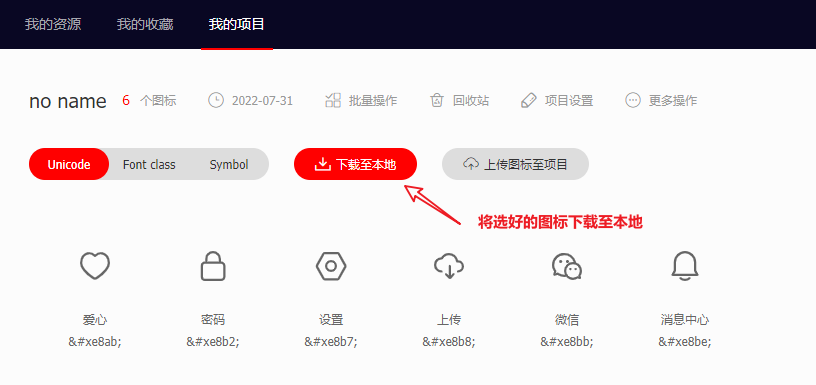 我的资源 我的收藏 我的项目
no name 6 个图标 2022-07-31 批量操作 回收站 项目设置 更多操作
Unicode Font class Symbol 下载至本地 上传图标至项目
将选好的图标下载至本地
爱心 密码 设置 上传 微信 消息中心
&#xe8ab; &#xe8b2; &#xe8b7; &#xe8b8; &#xe8bb; &#xe8be;